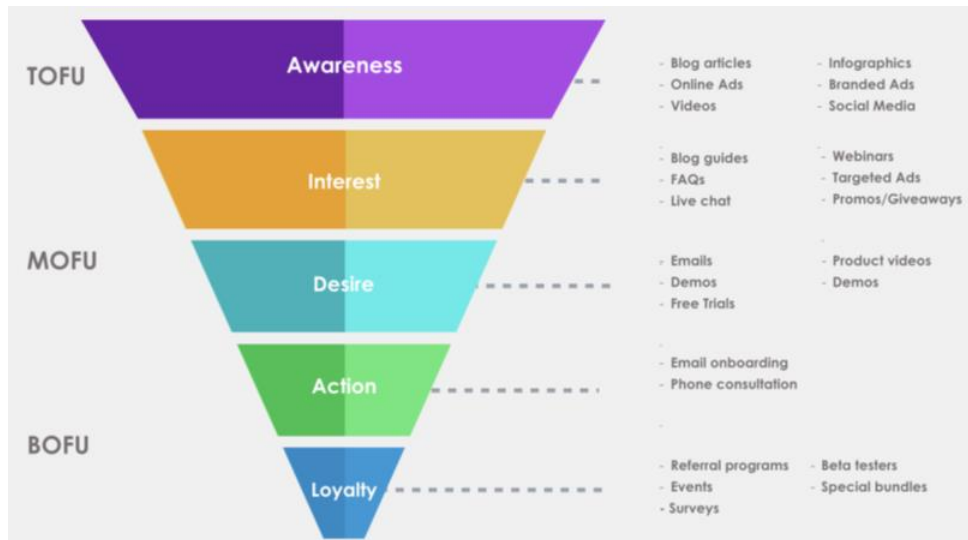 TOFU
Awareness
- Blog articles
- Online Ads
- Videos
- Infographics
- Branded Ads
- Social Media
Interest
- Blog guides
- FAQs
- Live chat
- Webinars
- Targeted Ads
- Promos/Giveaways
MOFU
Desire
- Emails
- Demos
- Free Trials
- Product videos
- Demos
Action
- Email onboarding
- Phone consultation
BOFU
Loyalty
- Referral programs
- Events
- Surveys
- Beta testers
- Special bundles